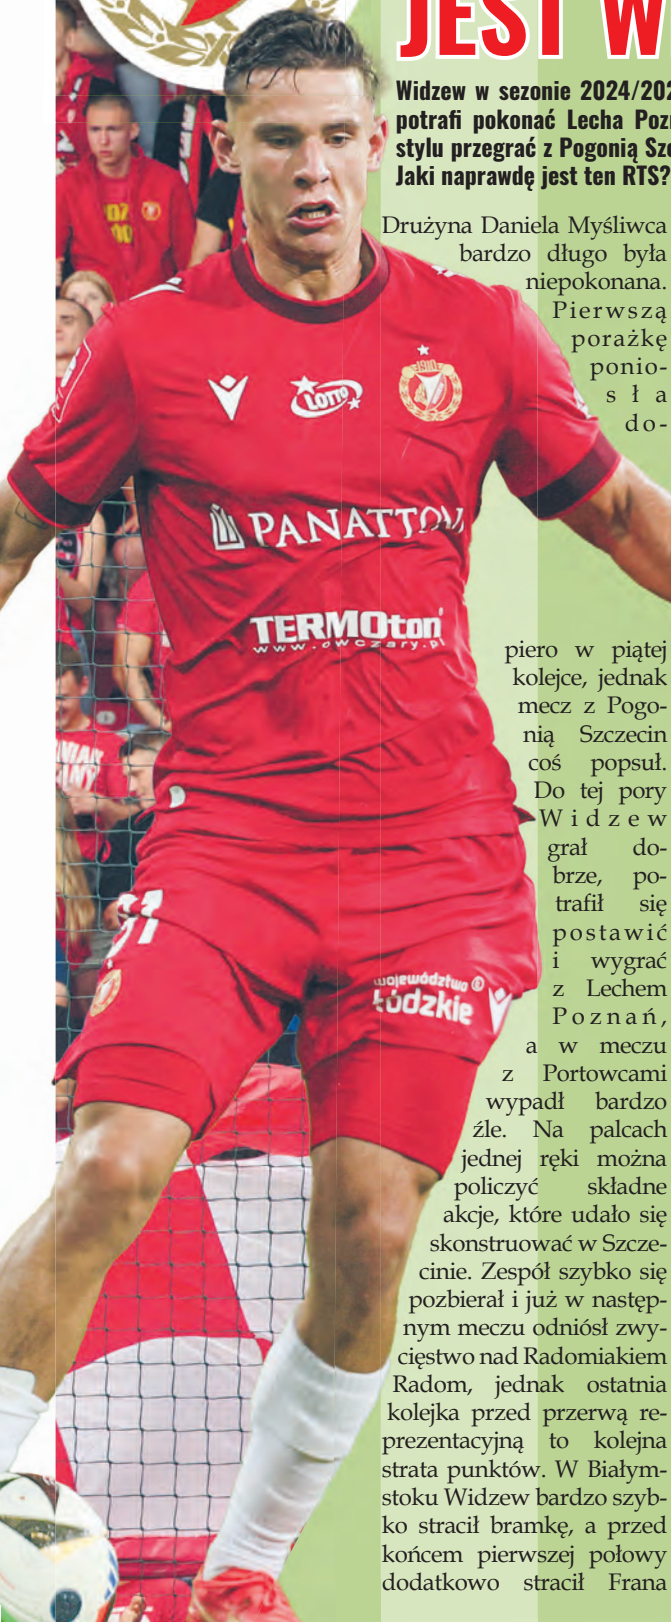 JEST W
Widzew w sezonie 2024/202
potrafi pokonać Lecha Pozn
stylu przegrać z Pogonią Szc
Jaki naprawdę jest ten RTS?
Drużyna Daniela Myśliwca
bardzo długo była
niepokonana.
Pierwszą
porażkę
ponio-
sła
do-
piero w piątej
kolejce, jednak
mecz z Pogo-
nią Szczecin
coś popsuł.
Do tej pory
Widzew
grał do-
brze, po-
trafił się
postawić
i wygrać
z Lechem
Poznań,
a w meczu
z Portowcami
wypadł bardzo
źle. Na palcach
jednej ręki można
policzyć składne
akcje, które udało się
skonstruować w Szcze-
cinie. Zespół szybko się
pozbierał i już w następ-
nym meczu odniósł zwy-
cięstwo nad Radomiakiem
Radom, jednak ostatnia
kolejka przed przerwą re-
prezentacyjną to kolejna
strata punktów. W Białym-
stoku Widzew bardzo szyb-
ko stracił bramkę, a przed
końcem pierwszej połowy
dodatkowo stracił Frana
LOTTO
1910
PANATTONI
TERMOton
www.owczary.pl
województwo
Łódzkie